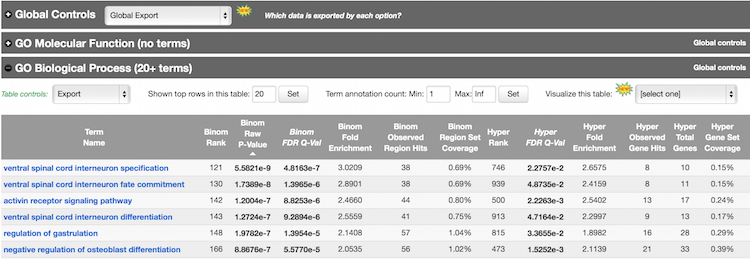 Global Controls Global Export NEW! Which data is exported by each option?
GO Molecular Function (no terms) Global controls
GO Biological Process (20+ terms) Global controls
Table controls: Export Shown top rows in this table: 20 Set Term annotation count: Min: 1 Max: Inf Set Visualize this table: [select one]
Term Name Binom Rank Binom Raw P-Value Binom FDR Q-Val Binom Fold Enrichment Binom Observed Region Hits Binom Region Set Coverage Hyper Rank Hyper FDR Q-Val Hyper Fold Enrichment Hyper Observed Gene Hits Hyper Total Genes Hyper Gene Set Coverage
ventral spinal cord interneuron specification 121 5.5821e-9 4.8163e-7 3.0209 38 0.69% 746 2.2757e-2 2.6575 8 10 0.15%
ventral spinal cord interneuron fate commitment 130 1.7389e-8 1.3965e-6 2.8901 38 0.69% 939 4.8735e-2 2.4159 8 11 0.15%
activin receptor signaling pathway 142 1.2004e-7 8.8253e-6 2.4660 44 0.80% 500 2.2263e-3 2.5402 13 17 0.24%
ventral spinal cord interneuron differentiation 143 1.2724e-7 9.2894e-6 2.5559 41 0.75% 913 4.7164e-2 2.2997 9 13 0.17%
regulation of gastrulation 148 1.9782e-7 1.3954e-5 2.1408 57 1.04% 815 3.3655e-2 1.8982 16 28 0.29%
negative regulation of osteoblast differentiation 166 8.8676e-7 5.5770e-5 2.0535 56 1.02% 473 1.5252e-3 2.1139 21 33 0.39%